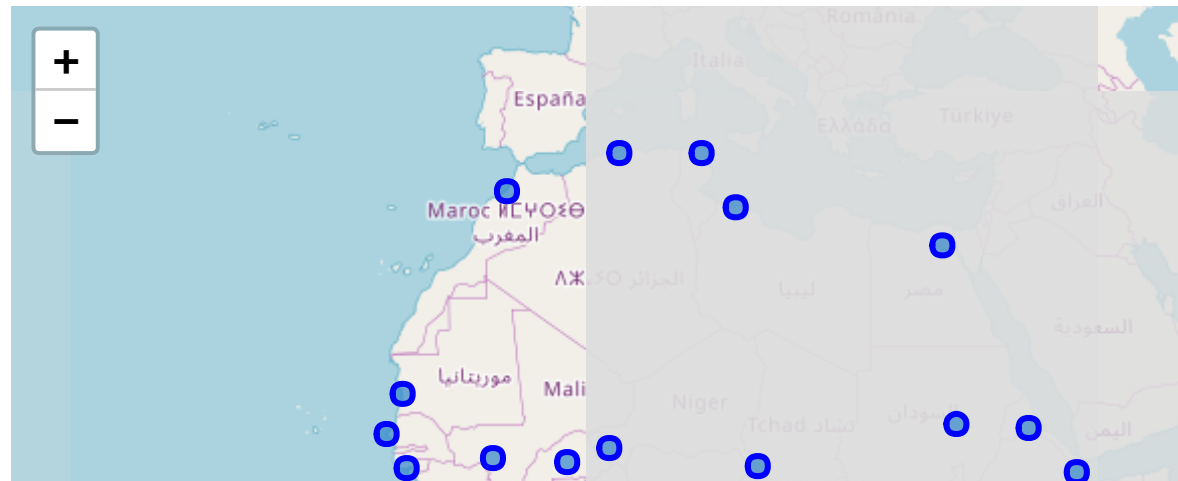 +
−
România
Italia
España
Ελλάδα
Türkiye
العراق
Maroc ⵍⵎⵖⵔⵉⴱ
المغرب
الجزائر
ليبيا
مصر
السعودية
موريتانيا
Mali
Niger
Tchad تشاد
السودان
اليمن